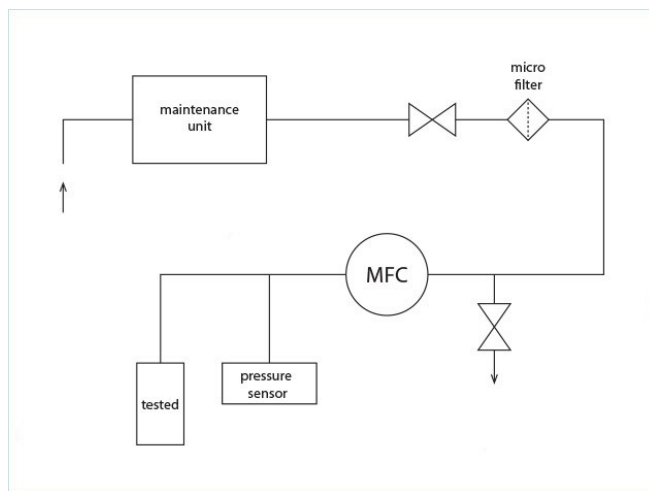 maintenance
unit
micro
filter
MFC
pressure
sensor
tested